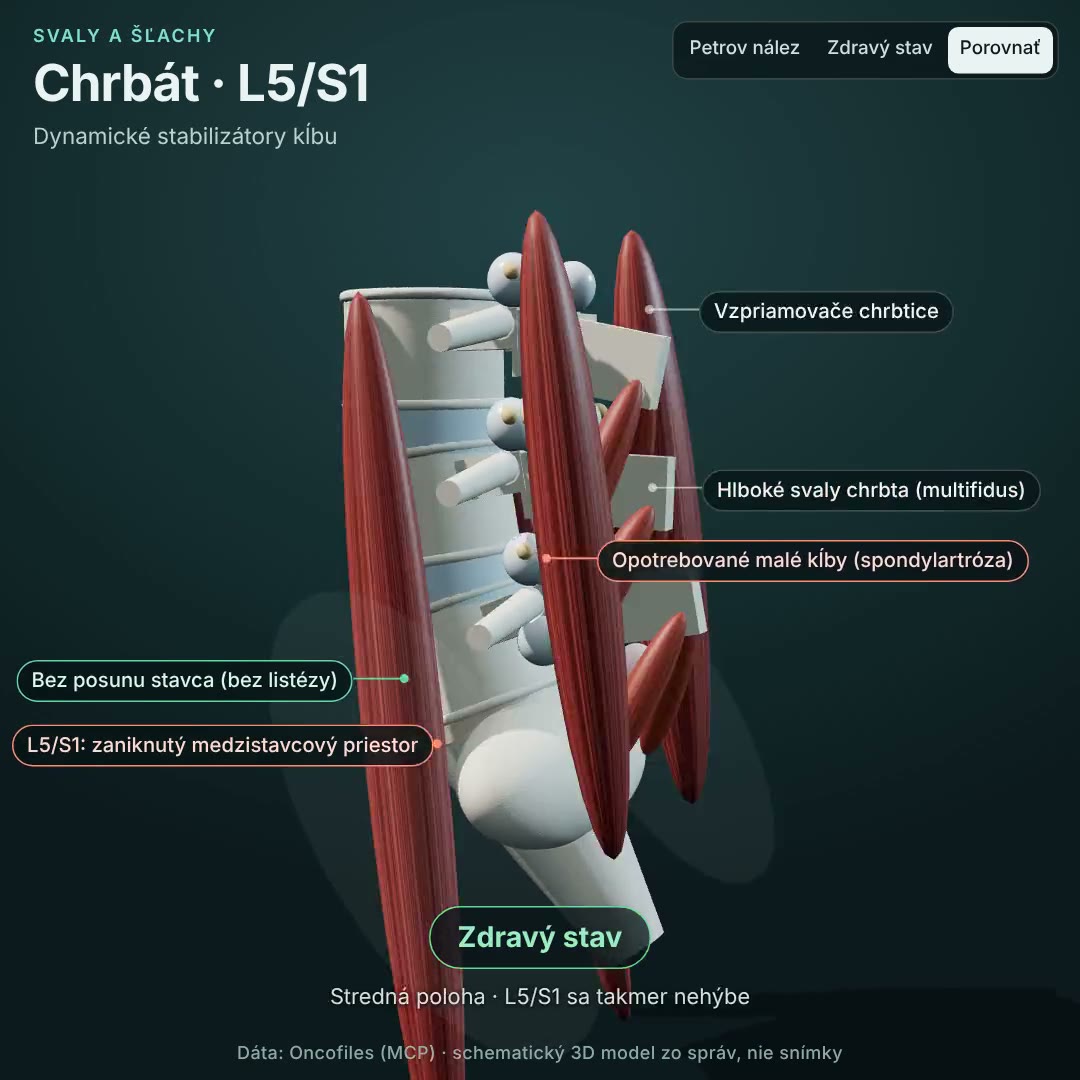 SVALY A ŠĽACHY
Chrbát · L5/S1
Dynamické stabilizátory kĺbu
Petrov nález
Zdravý stav
Porovnať
Vzpriamovače chrbtice
Hlboké svaly chrbta (multifidus)
Opotrebované malé kĺby (spondylartróza)
Bez posunu stavca (bez listézy)
L5/S1: zaniknutý medzistavcový priestor
Zdravý stav
Stredná poloha · L5/S1 sa takmer nehýbe
Dáta: Oncofiles (MCP) · schematický 3D model zo správ, nie snímky